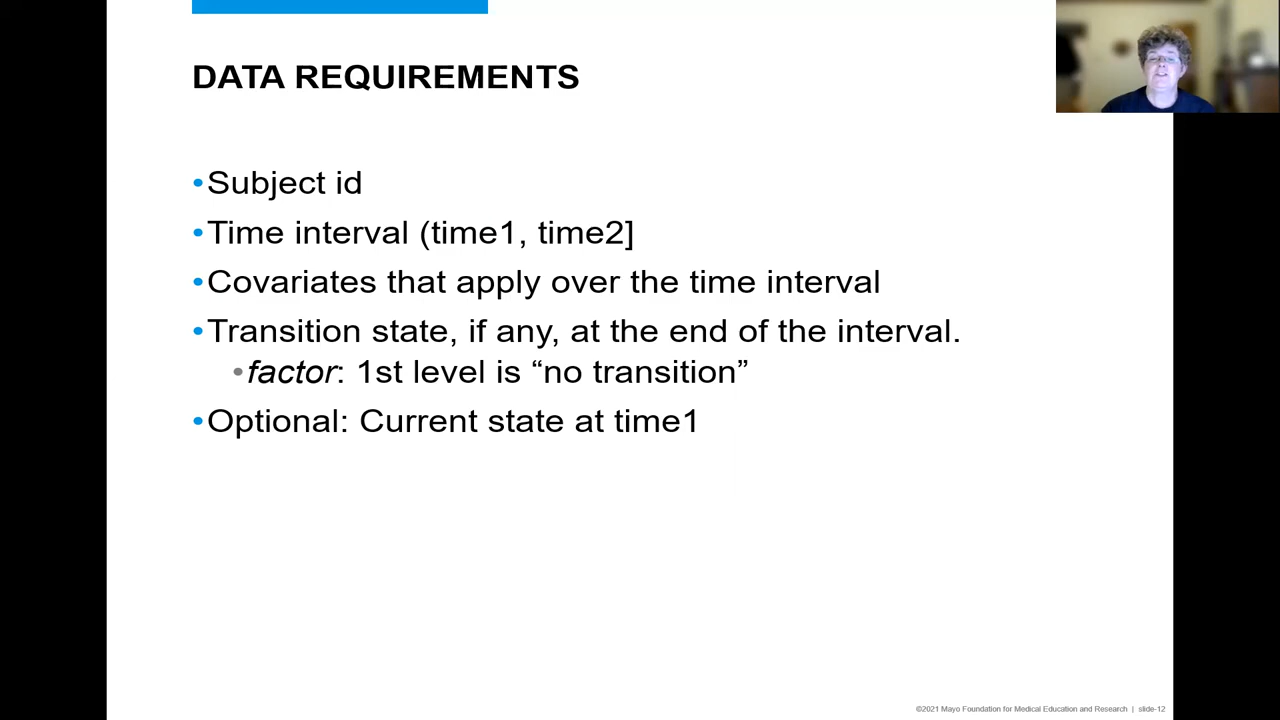 DATA REQUIREMENTS
•Subject id
•Time interval (time1, time2]
•Covariates that apply over the time interval
•Transition state, if any, at the end of the interval.
•factor: 1st level is “no transition”
•Optional: Current state at time1
©2021 Mayo Foundation for Medical Education and Research | slide-12